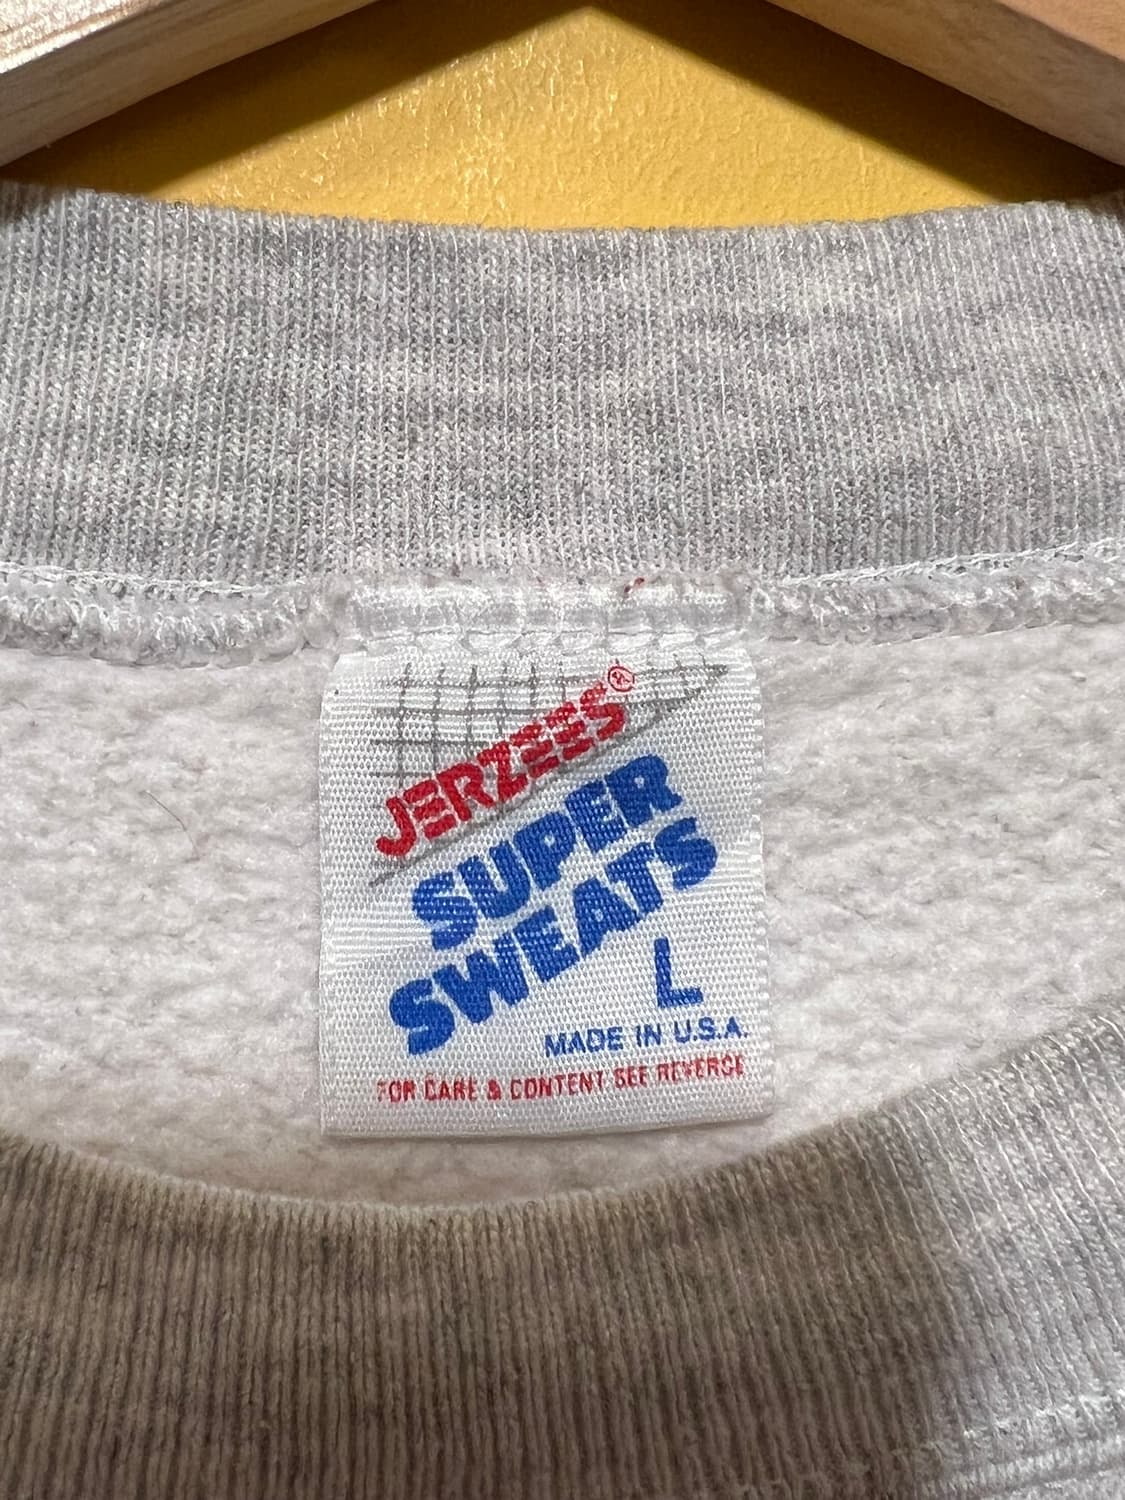 JERZEES®
SUPER
SWEATS
L
MADE IN U.S.A.
FOR CARE & CONTENT SEE REVERSE